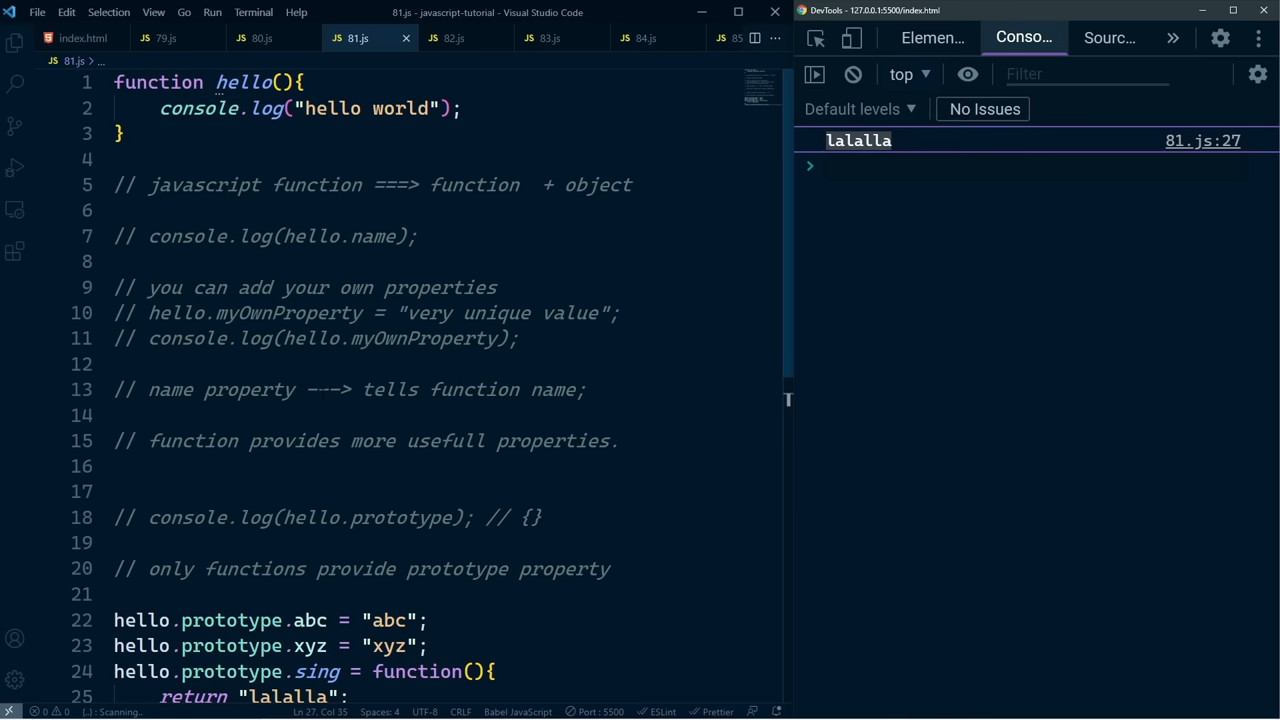 File Edit Selection View Go Run Terminal Help 81.js - javascript-tutorial - Visual Studio Code
index.html 79.js 80.js 81.js 82.js 83.js 84.js 85
81.js > ...
1 function hello(){
2 console.log("hello world");
3 }
4
5 // javascript function ===> function + object
6
7 // console.log(hello.name);
8
9 // you can add your own properties
10 // hello.myOwnProperty = "very unique value";
11 // console.log(hello.myOwnProperty);
12
13 // name property ---> tells function name;
14
15 // function provides more usefull properties.
16
17
18 // console.log(hello.prototype); // {}
19
20 // only functions provide prototype property
21
22 hello.prototype.abc = "abc";
23 hello.prototype.xyz = "xyz";
24 hello.prototype.sing = function(){
25 return "lalalla";
0 0 {..} : Scanning.. Ln 27, Col 35 Spaces: 4 UTF-8 CRLF Babel JavaScript Port : 5500 ESLint Prettier
DevTools - 127.0.0.1:5500/index.html
Elemen... Conso... Sourc...
top Filter
Default levels No Issues
lalalla 81.js:27
>